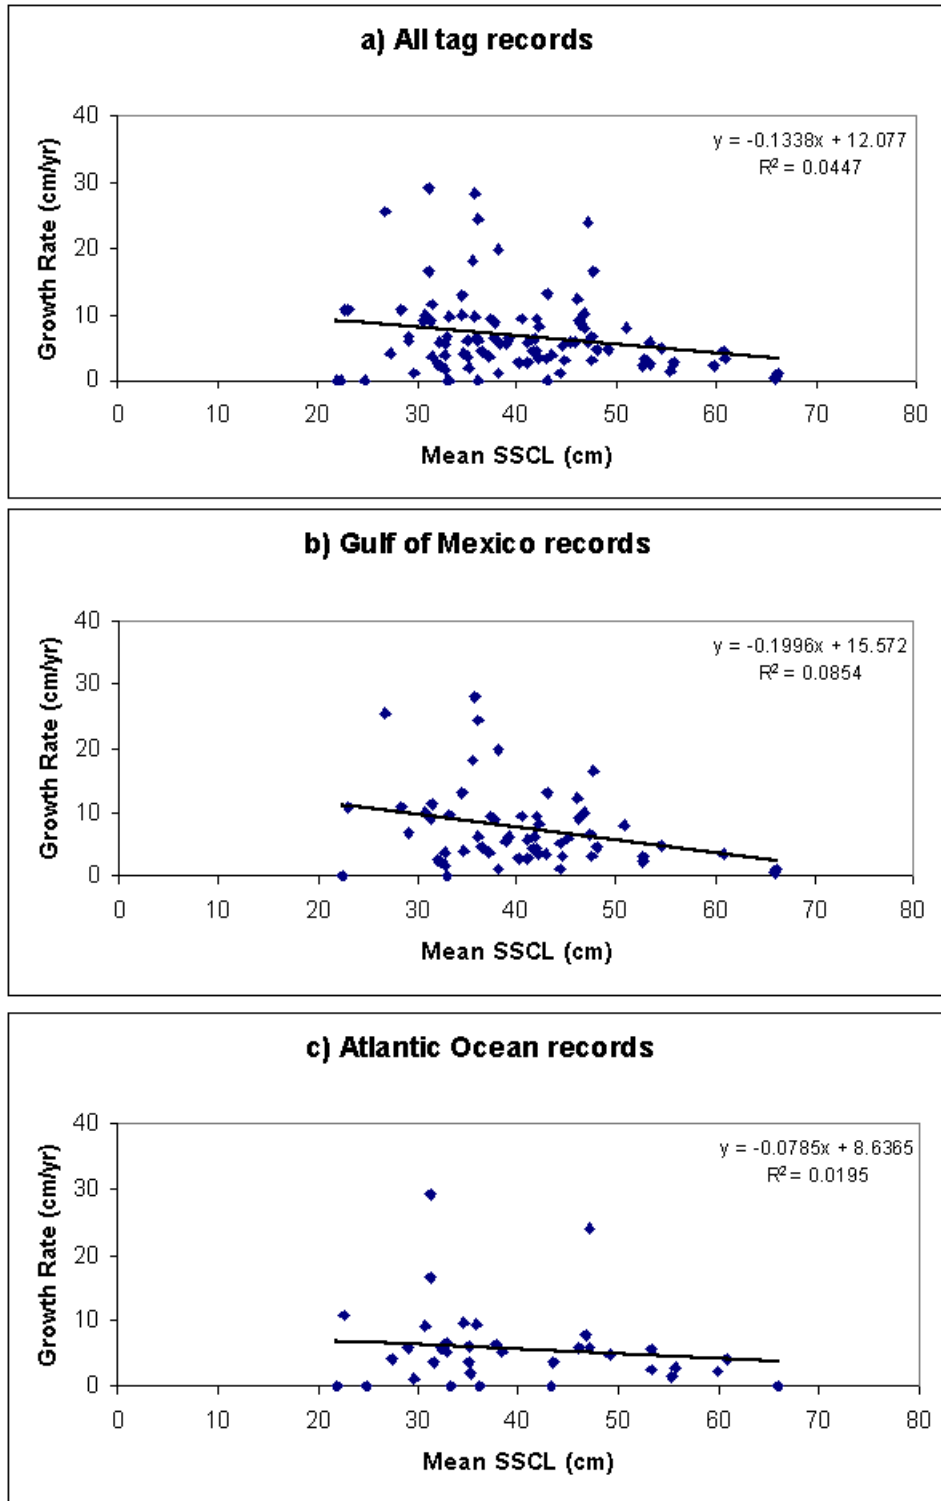 a) All tag records
y = -0.1338x + 12.077
R² = 0.0447
Growth Rate (cm/yr)
40
30
20
10
0
0 10 20 30 40 50 60 70 80
Mean SSCL (cm)
b) Gulf of Mexico records
y = -0.1996x + 15.572
R² = 0.0854
Growth Rate (cm/yr)
40
30
20
10
0
0 10 20 30 40 50 60 70 80
Mean SSCL (cm)
c) Atlantic Ocean records
y = -0.0785x + 8.6365
R² = 0.0195
Growth Rate (cm/yr)
40
30
20
10
0
0 10 20 30 40 50 60 70 80
Mean SSCL (cm)